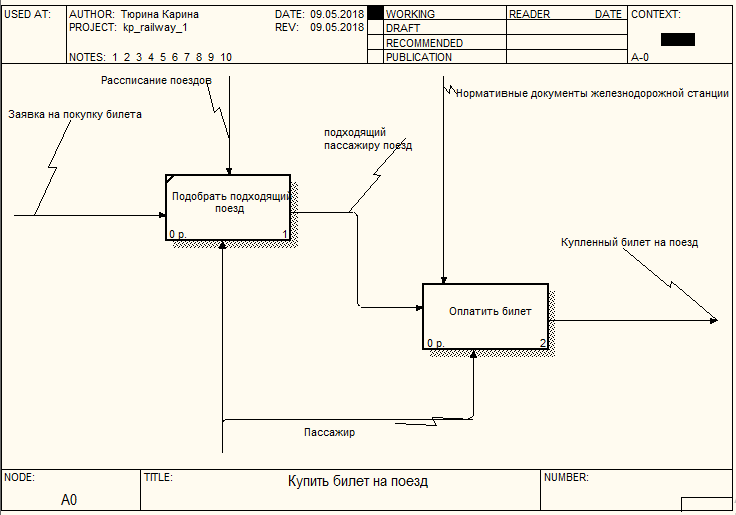 USED AT:
AUTHOR: Тюрина Карина
DATE: 09.05.2018
WORKING
READER
DATE
CONTEXT:
PROJECT: kp_railway_1
REV: 09.05.2018
DRAFT
RECOMMENDED
NOTES: 1 2 3 4 5 6 7 8 9 10
PUBLICATION
A-0
Рассписание поездов
Нормативные документы железнодорожной станции
Заявка на покупку билета
подходящий
пассажиру поезд
Подобрать подходящий
поезд
0 р.
1
Купленный билет на поезд
Оплатить билет
0 р.
2
Пассажир
NODE:
TITLE:
NUMBER:
Купить билет на поезд
A0